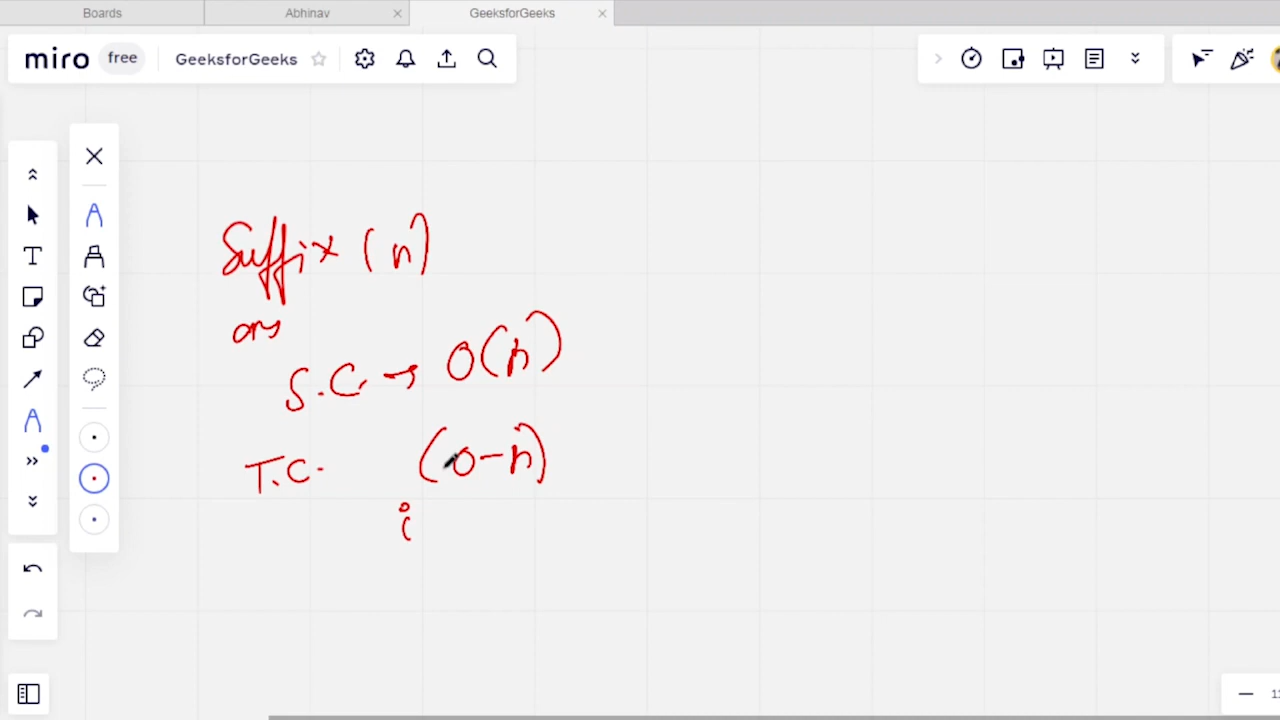 Boards Abhinav GeeksforGeeks
miro free GeeksforGeeks
Suffix (n)
ans
S.C. → O(n)
T.C. (0-n)
i